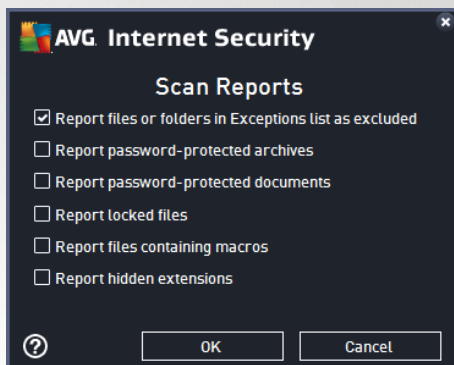 AVG Internet Security
Scan Reports
Report files or folders in Exceptions list as excluded
Report password-protected archives
Report password-protected documents
Report locked files
Report files containing macros
Report hidden extensions
?
OK Cancel